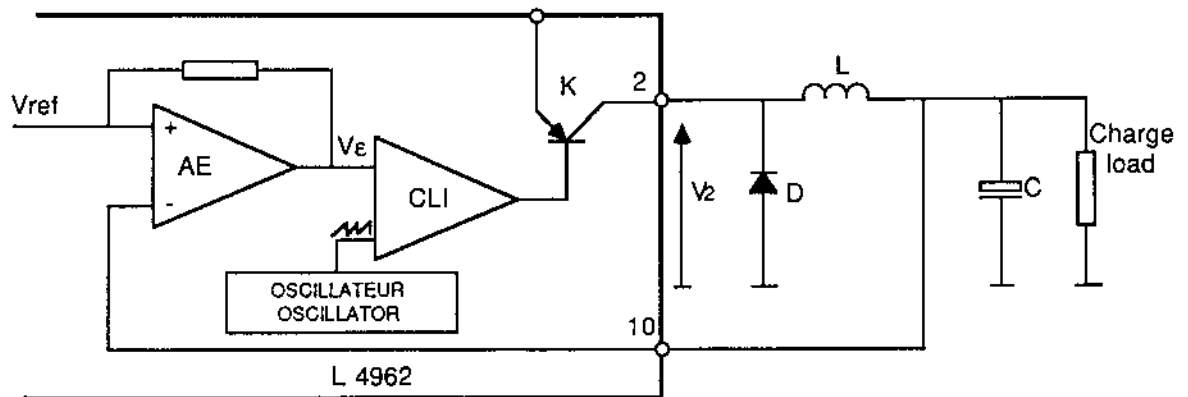 K
2
L
Vref
+
AE
-
Vε
CLI
V2
D
C
Charge
load
OSCILLATEUR
OSCILLATOR
10
L 4962